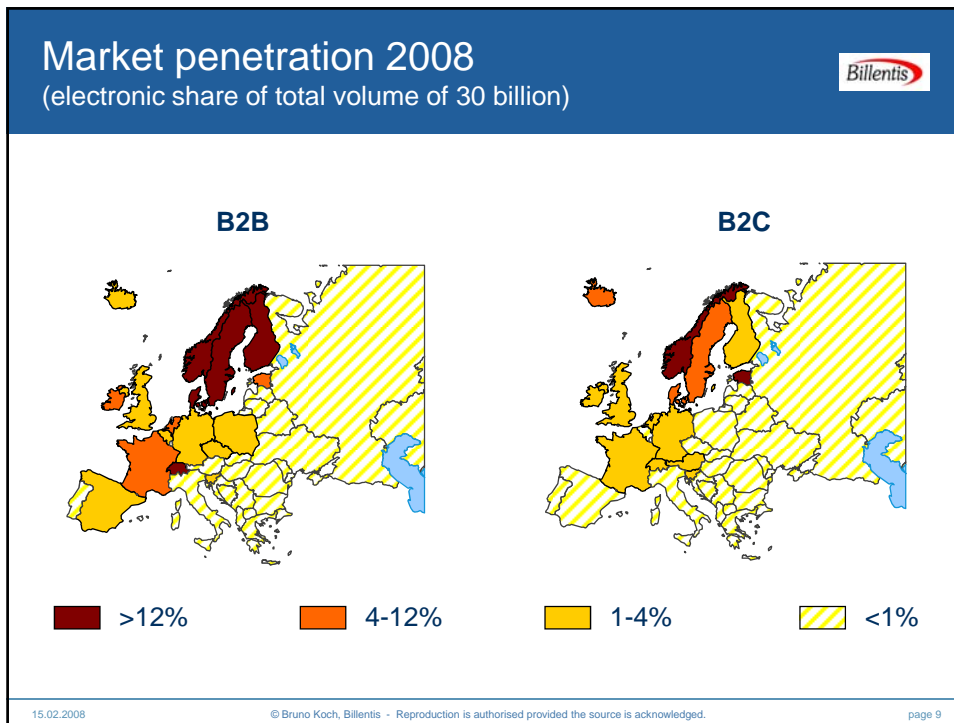 Market penetration 2008
(electronic share of total volume of 30 billion)
Billentis
B2B
B2C
>12%
4-12%
1-4%
<1%
15.02.2008
© Bruno Koch, Billentis - Reproduction is authorised provided the source is acknowledged.
page 9